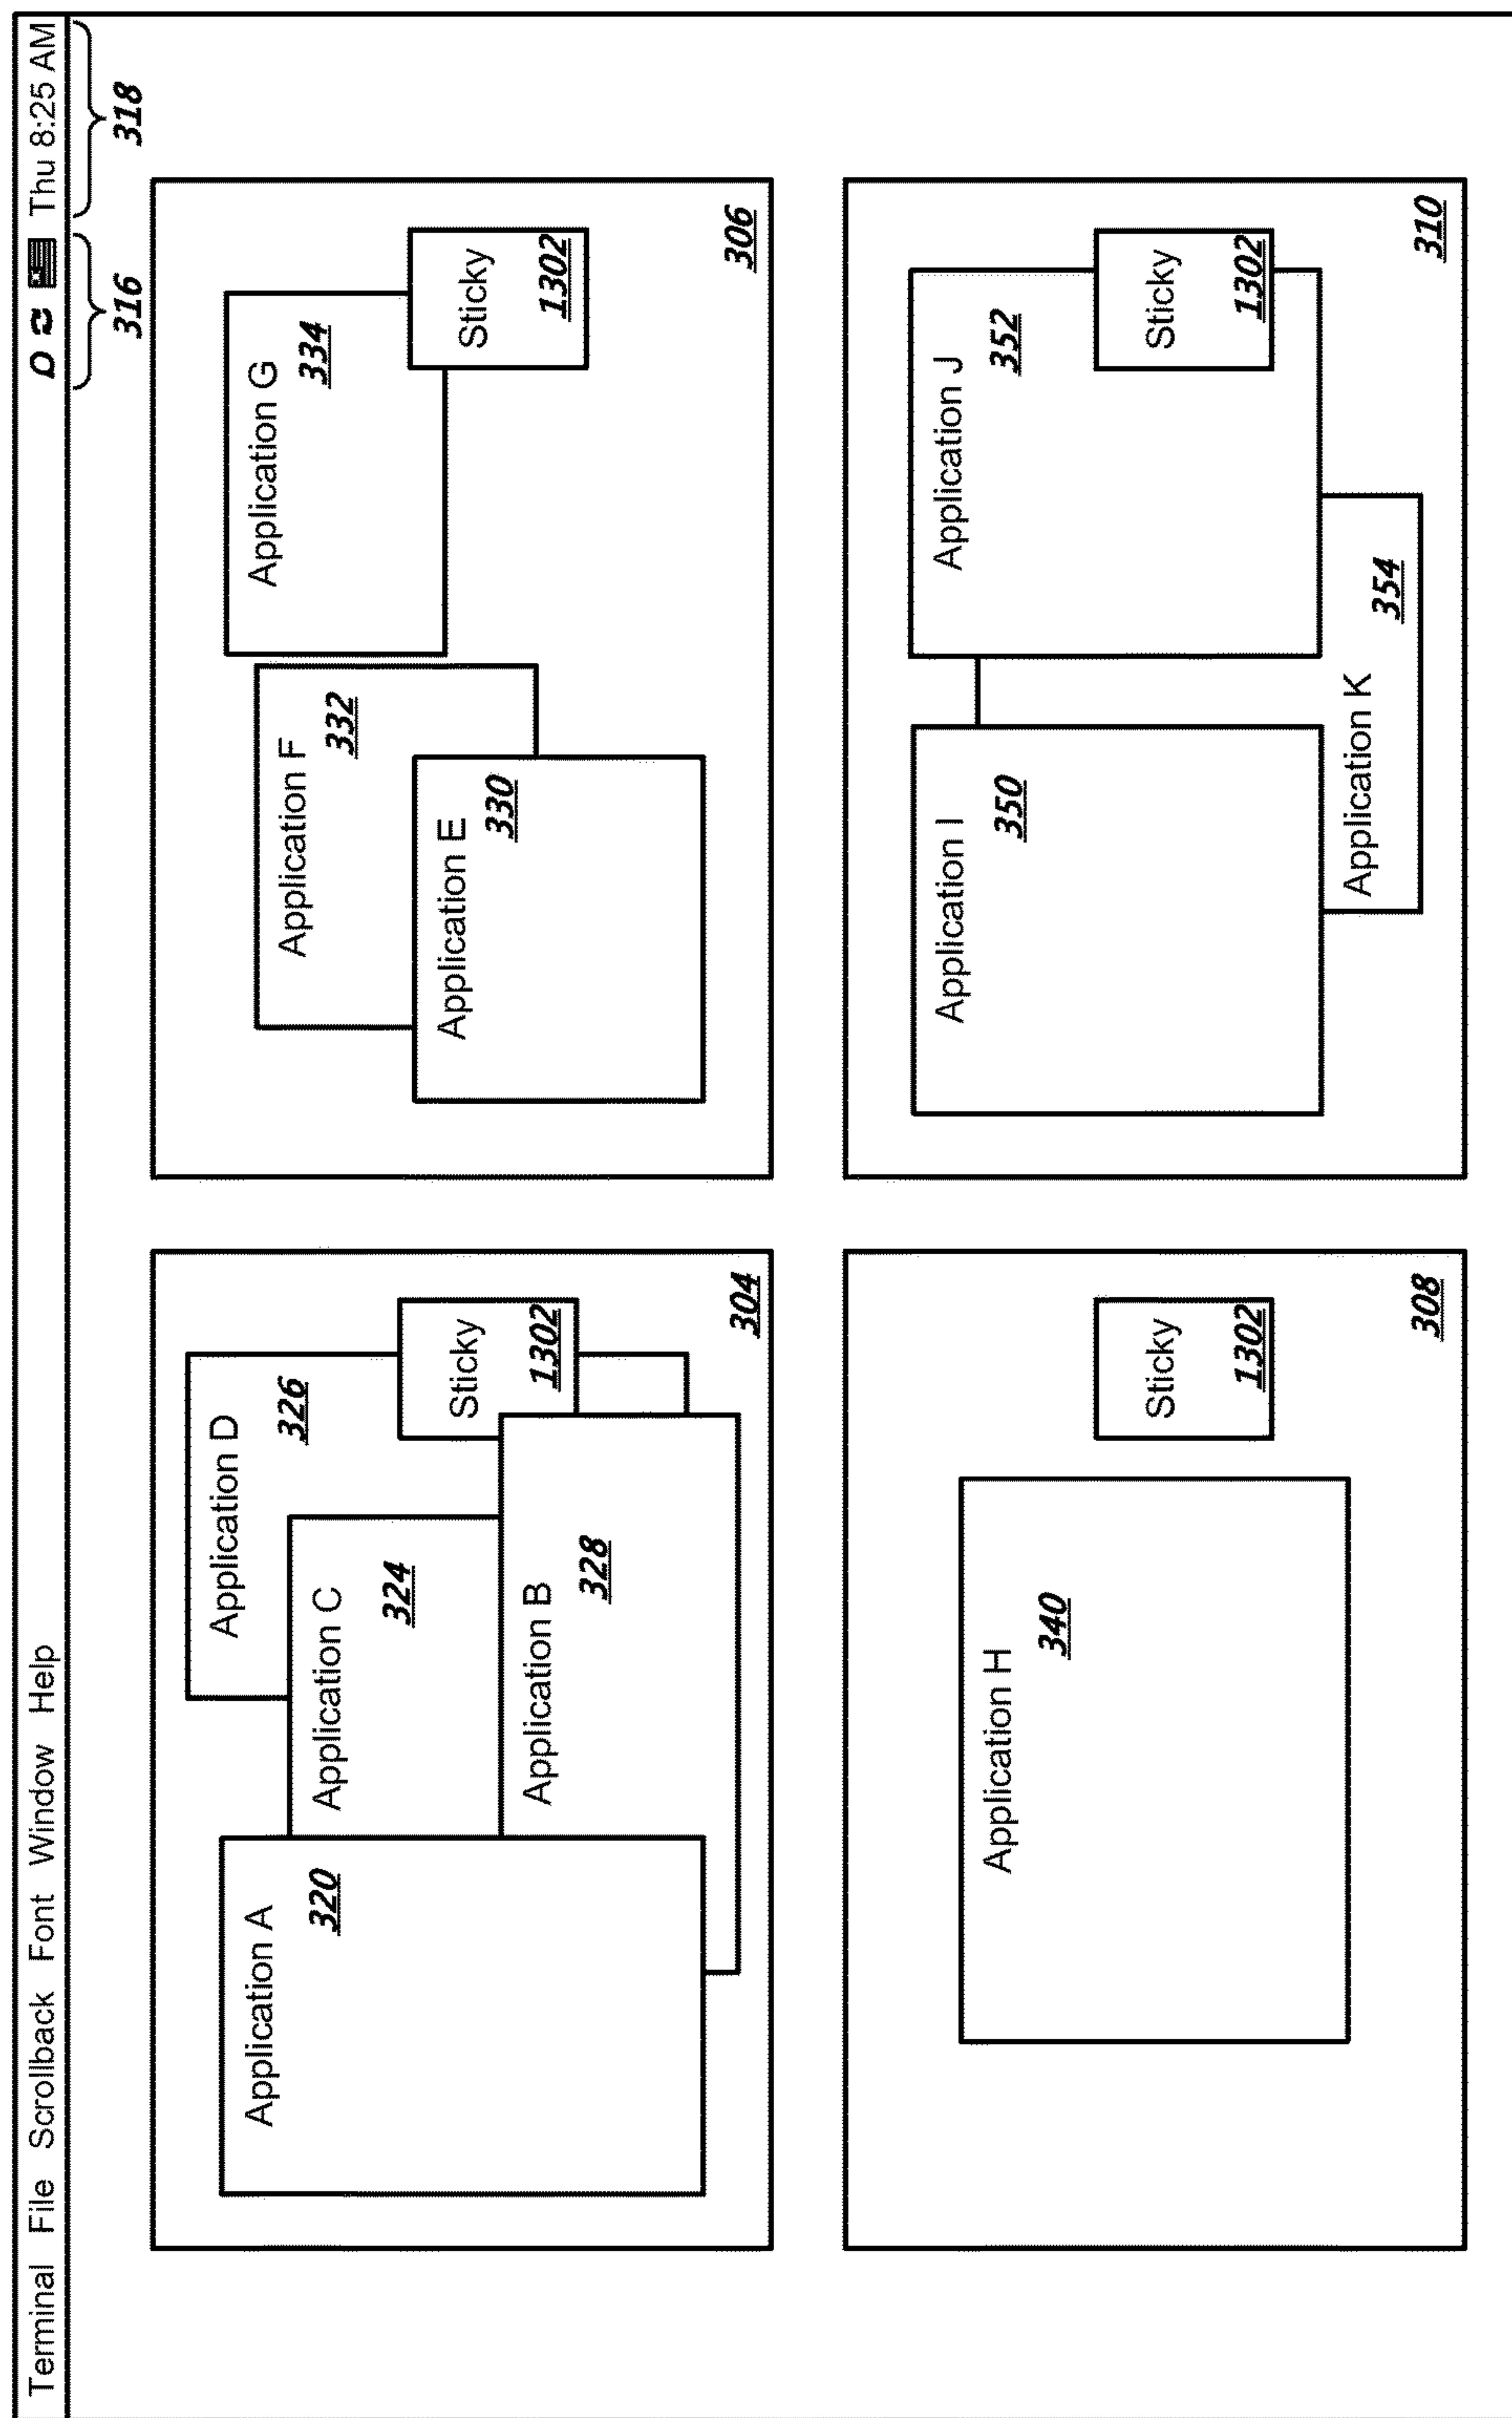 Terminal File Scrollback Font Window Help Thu 8:25 AM
316
318
Application A
320
Application D
326
Application C
324
Application B
328
Sticky
1302
304
Application F
332
Application G
334
Application E
330
Sticky
1302
306
Application H
340
Sticky
1302
308
Application I
350
Application J
352
Sticky
1302
Application K
354
310